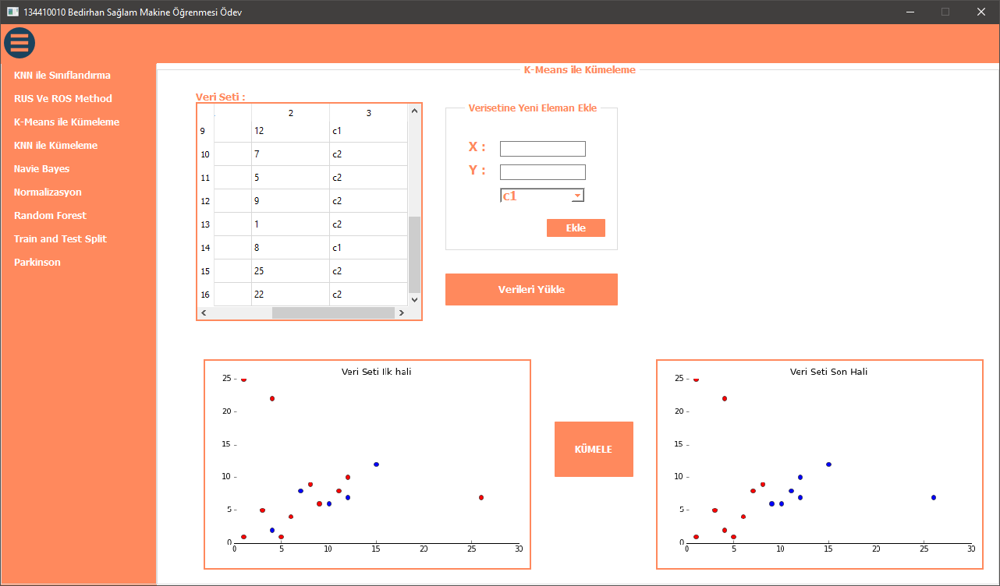 134410010 Bedirhan Sağlam Makine Öğrenmesi Ödev
KNN ile Sınıflandırma
RUS Ve ROS Method
K-Means ile Kümeleme
KNN ile Kümeleme
Navie Bayes
Normalizasyon
Random Forest
Train and Test Split
Parkinson
K-Means ile Kümeleme
Veri Seti :
2 3
9 12 c1
10 7 c2
11 5 c2
12 9 c2
13 1 c2
14 8 c1
15 25 c2
16 22 c2
Verisetine Yeni Eleman Ekle
X :
Y :
c1
Ekle
Verileri Yükle
Veri Seti Ilk hali
25
20
15
10
5
0
0 5 10 15 20 25 30
KÜMELE
Veri Seti Son Hali
25
20
15
10
5
0
0 5 10 15 20 25 30